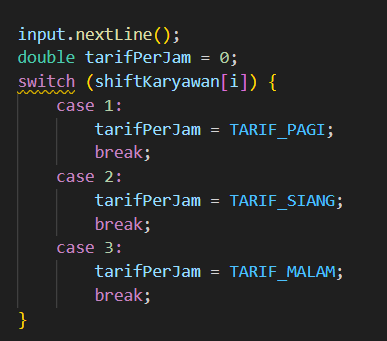 input.nextLine();
double tarifPerJam = 0;
switch (shiftKaryawan[i]) {
    case 1:
        tarifPerJam = TARIF_PAGI;
        break;
    case 2:
        tarifPerJam = TARIF_SIANG;
        break;
    case 3:
        tarifPerJam = TARIF_MALAM;
        break;
}